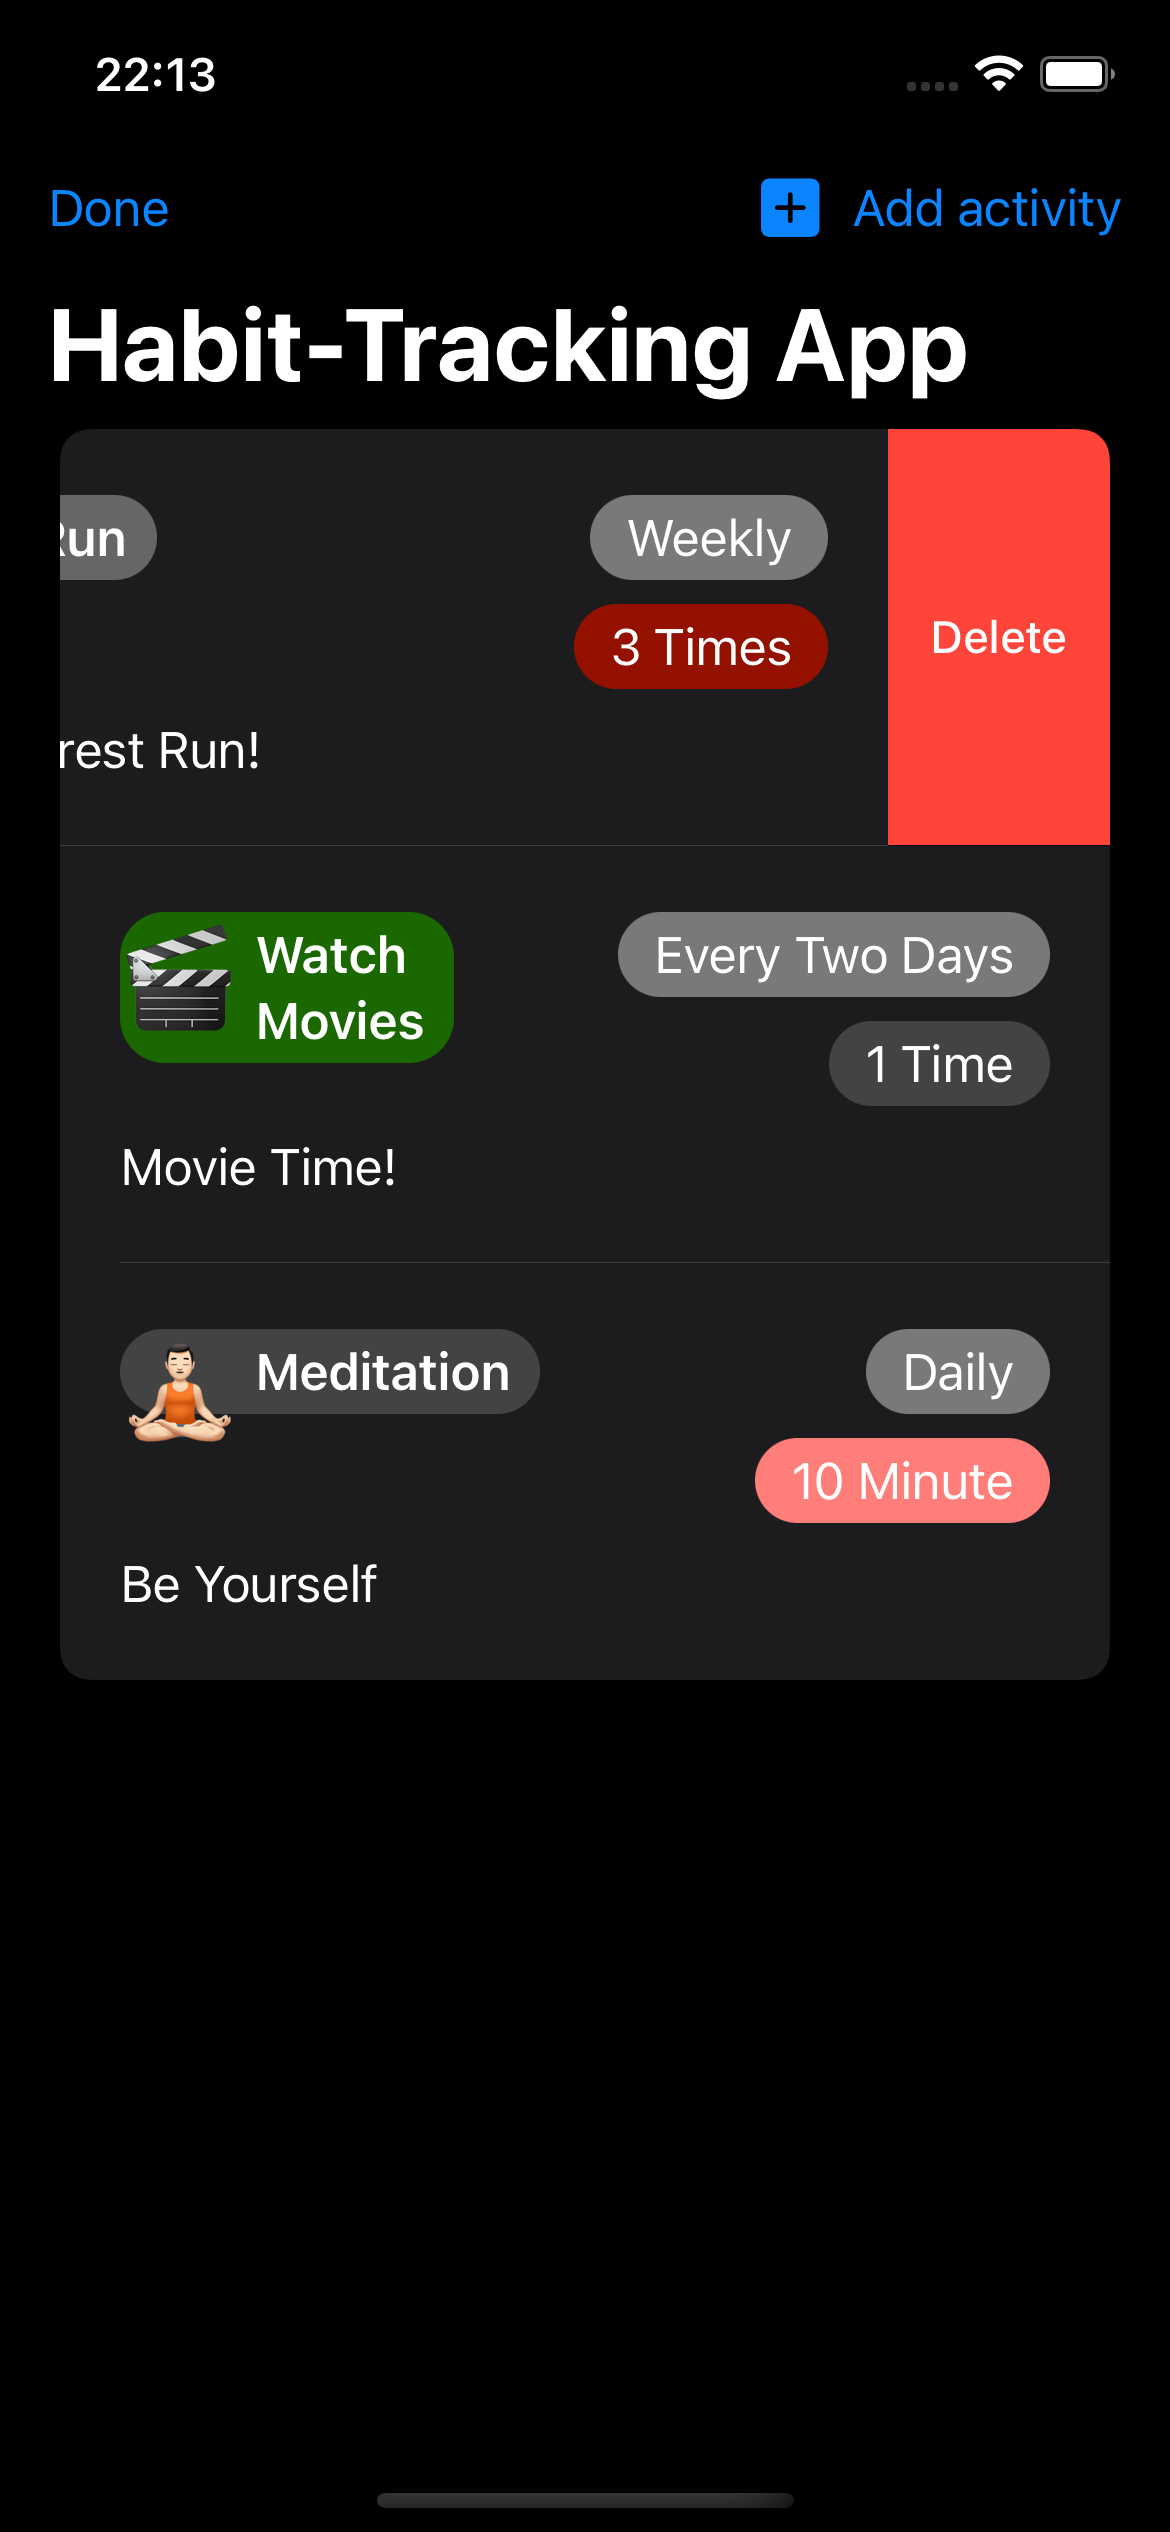 22:13
Done
Add activity
Habit-Tracking App
Run
Weekly
3 Times
Delete
rest Run!
Watch
Movies
Every Two Days
1 Time
Movie Time!
Meditation
Daily
10 Minute
Be Yourself